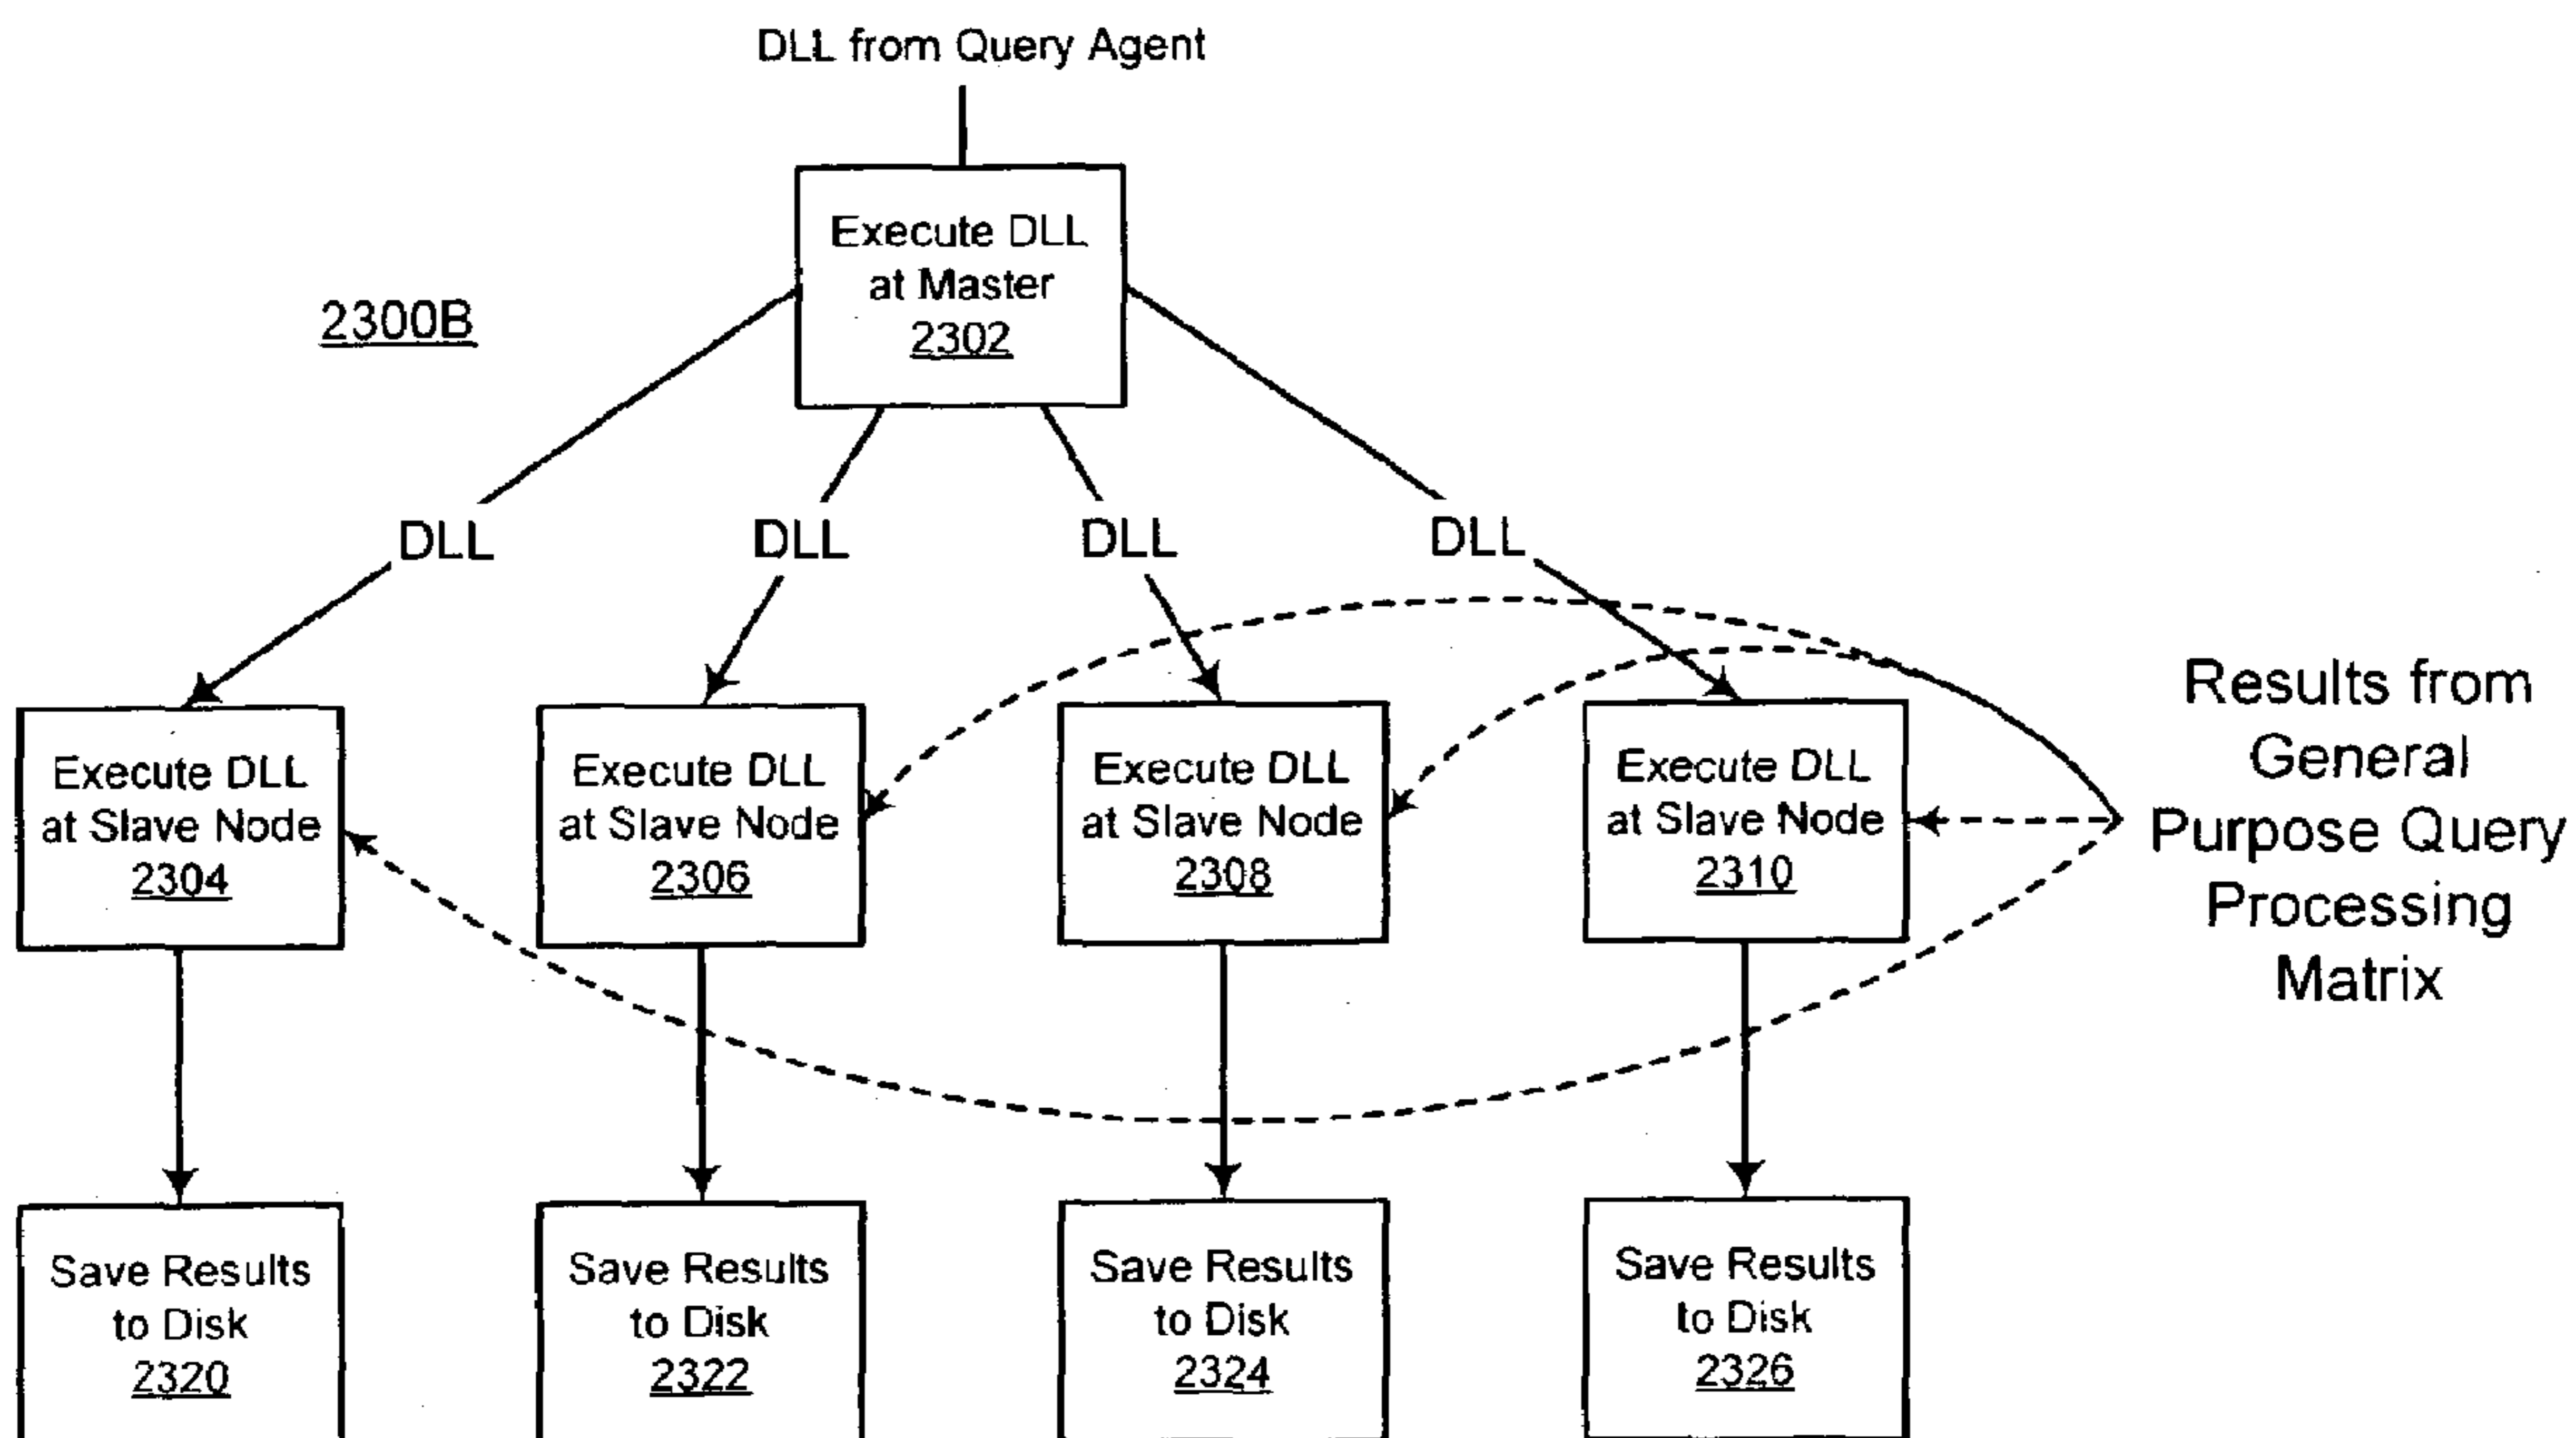 DLL from Query Agent
Execute DLL
at Master
2302
2300B
DLL
DLL
DLL
DLL
Execute DLL
at Slave Node
2304
Execute DLL
at Slave Node
2306
Execute DLL
at Slave Node
2308
Execute DLL
at Slave Node
2310
Results from
General
Purpose Query
Processing
Matrix
Save Results
to Disk
2320
Save Results
to Disk
2322
Save Results
to Disk
2324
Save Results
to Disk
2326